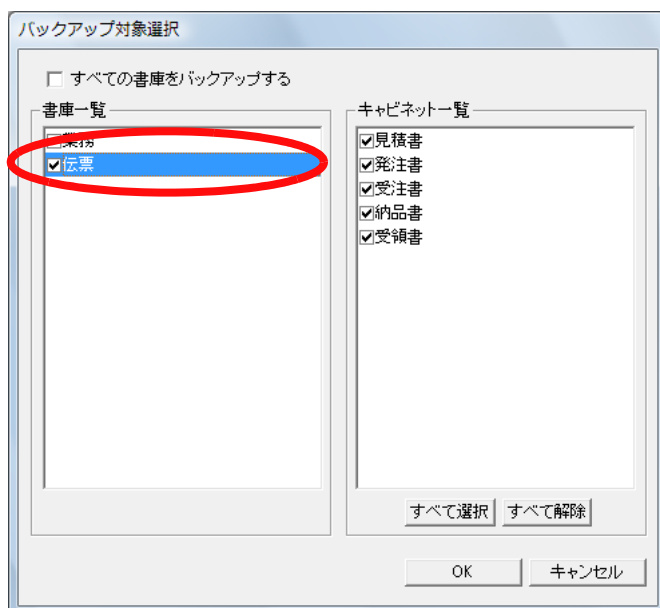 バックアップ対象選択
すべての書庫をバックアップする
書庫一覧
業務
伝票
キャビネット一覧
見積書
発注書
受注書
納品書
受領書
すべて選択
すべて解除
OK
キャンセル